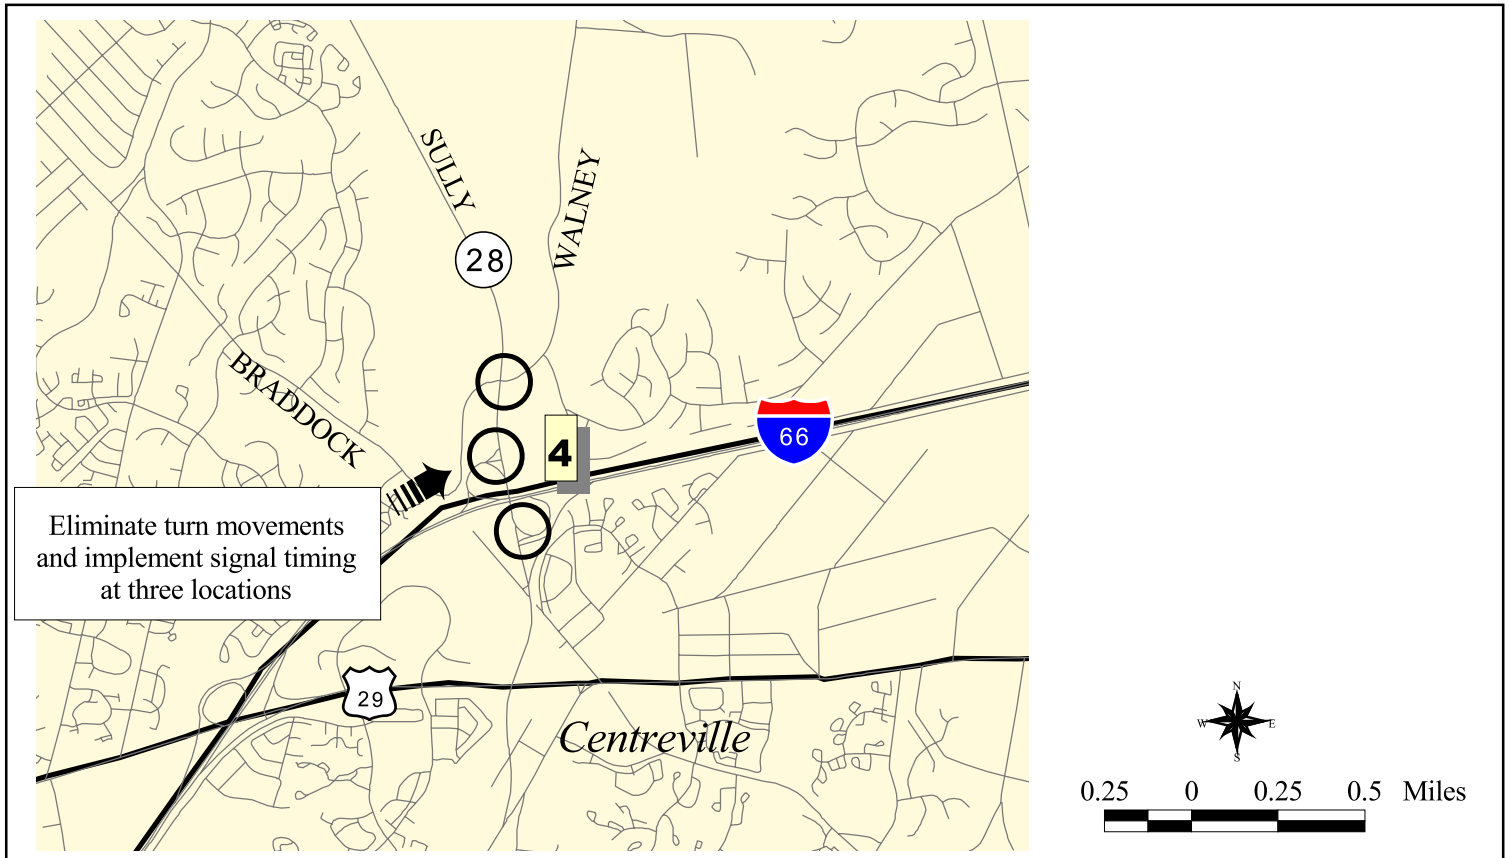 SULLY
WALNEY
28
BRADDOCK
4
66
Eliminate turn movements
and implement signal timing
at three locations
29
Centreville
N
W E
S
0.25 0 0.25 0.5 Miles